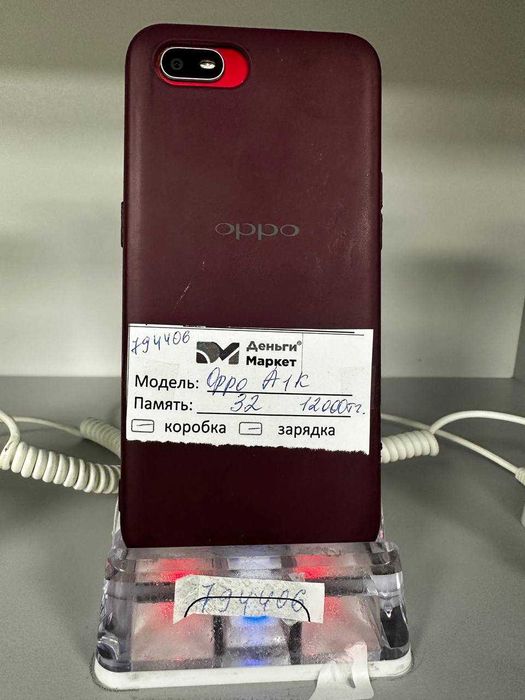 oppo
794406
Деньги®
Маркет
Модель: Oppo A1K
Память: 32 12000тг.
коробка зарядка
794406